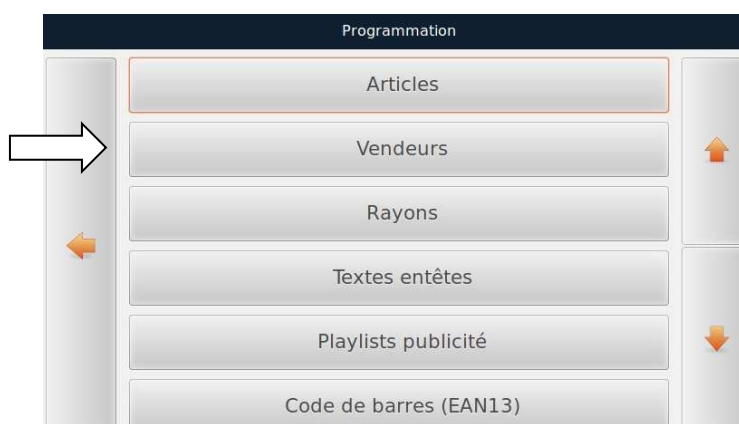 Programmation
Articles
Vendeurs
Rayons
Textes entêtes
Playlists publicité
Code de barres (EAN13)